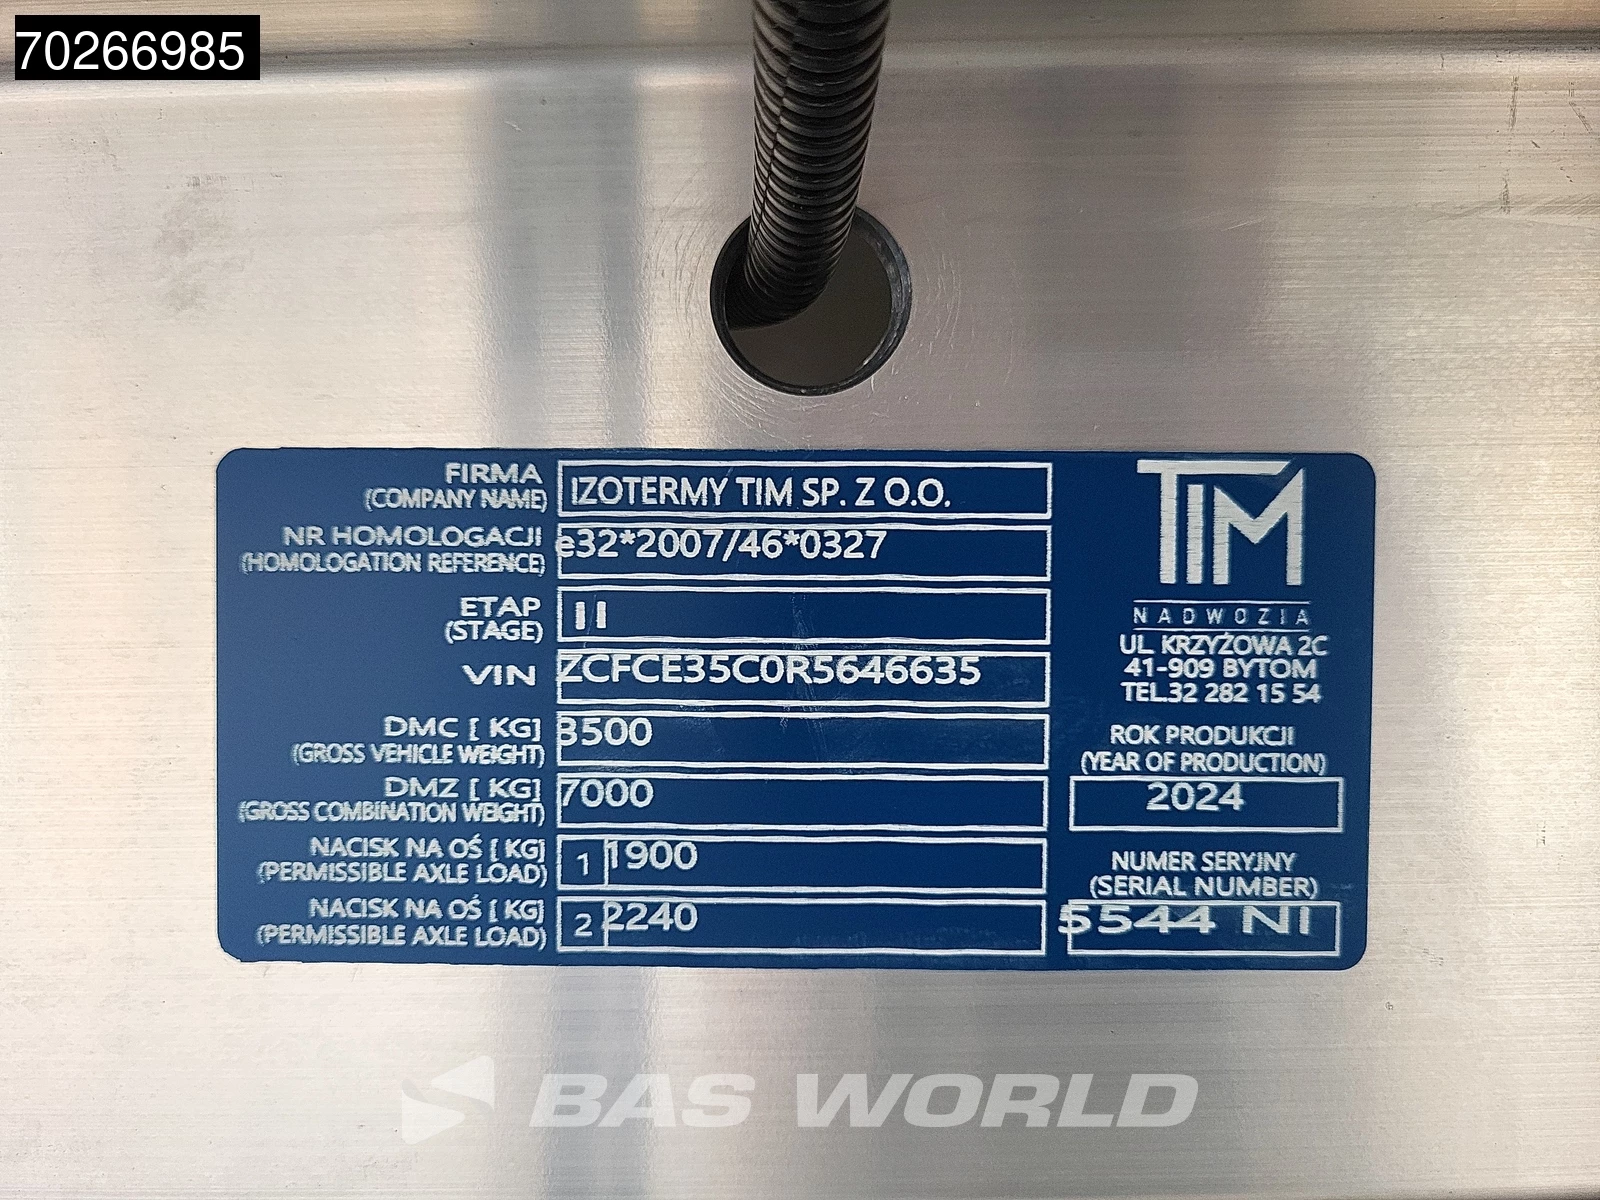 70266985
FIRMA
(COMPANY NAME)
IZOTERMY TIM SP. Z O.O.
NR HOMOLOGACJI
(HOMOLOGATION REFERENCE)
e32*2007/46*0327
ETAP
(STAGE)
II
VIN
ZCFCE35C0R5646635
DMC [ KG]
(GROSS VEHICLE WEIGHT)
3500
DMZ [ KG]
(GROSS COMBINATION WEIGHT)
7000
NACISK NA OŚ [ KG]
(PERMISSIBLE AXLE LOAD)
1 1900
NACISK NA OŚ [ KG]
(PERMISSIBLE AXLE LOAD)
2 2240
TIM
NADWOZIA
UL. KRZYŻOWA 2C
41-909 BYTOM
TEL.32 282 15 54
ROK PRODUKCJI
(YEAR OF PRODUCTION)
2024
NUMER SERYJNY
(SERIAL NUMBER)
5544 NI
BAS WORLD